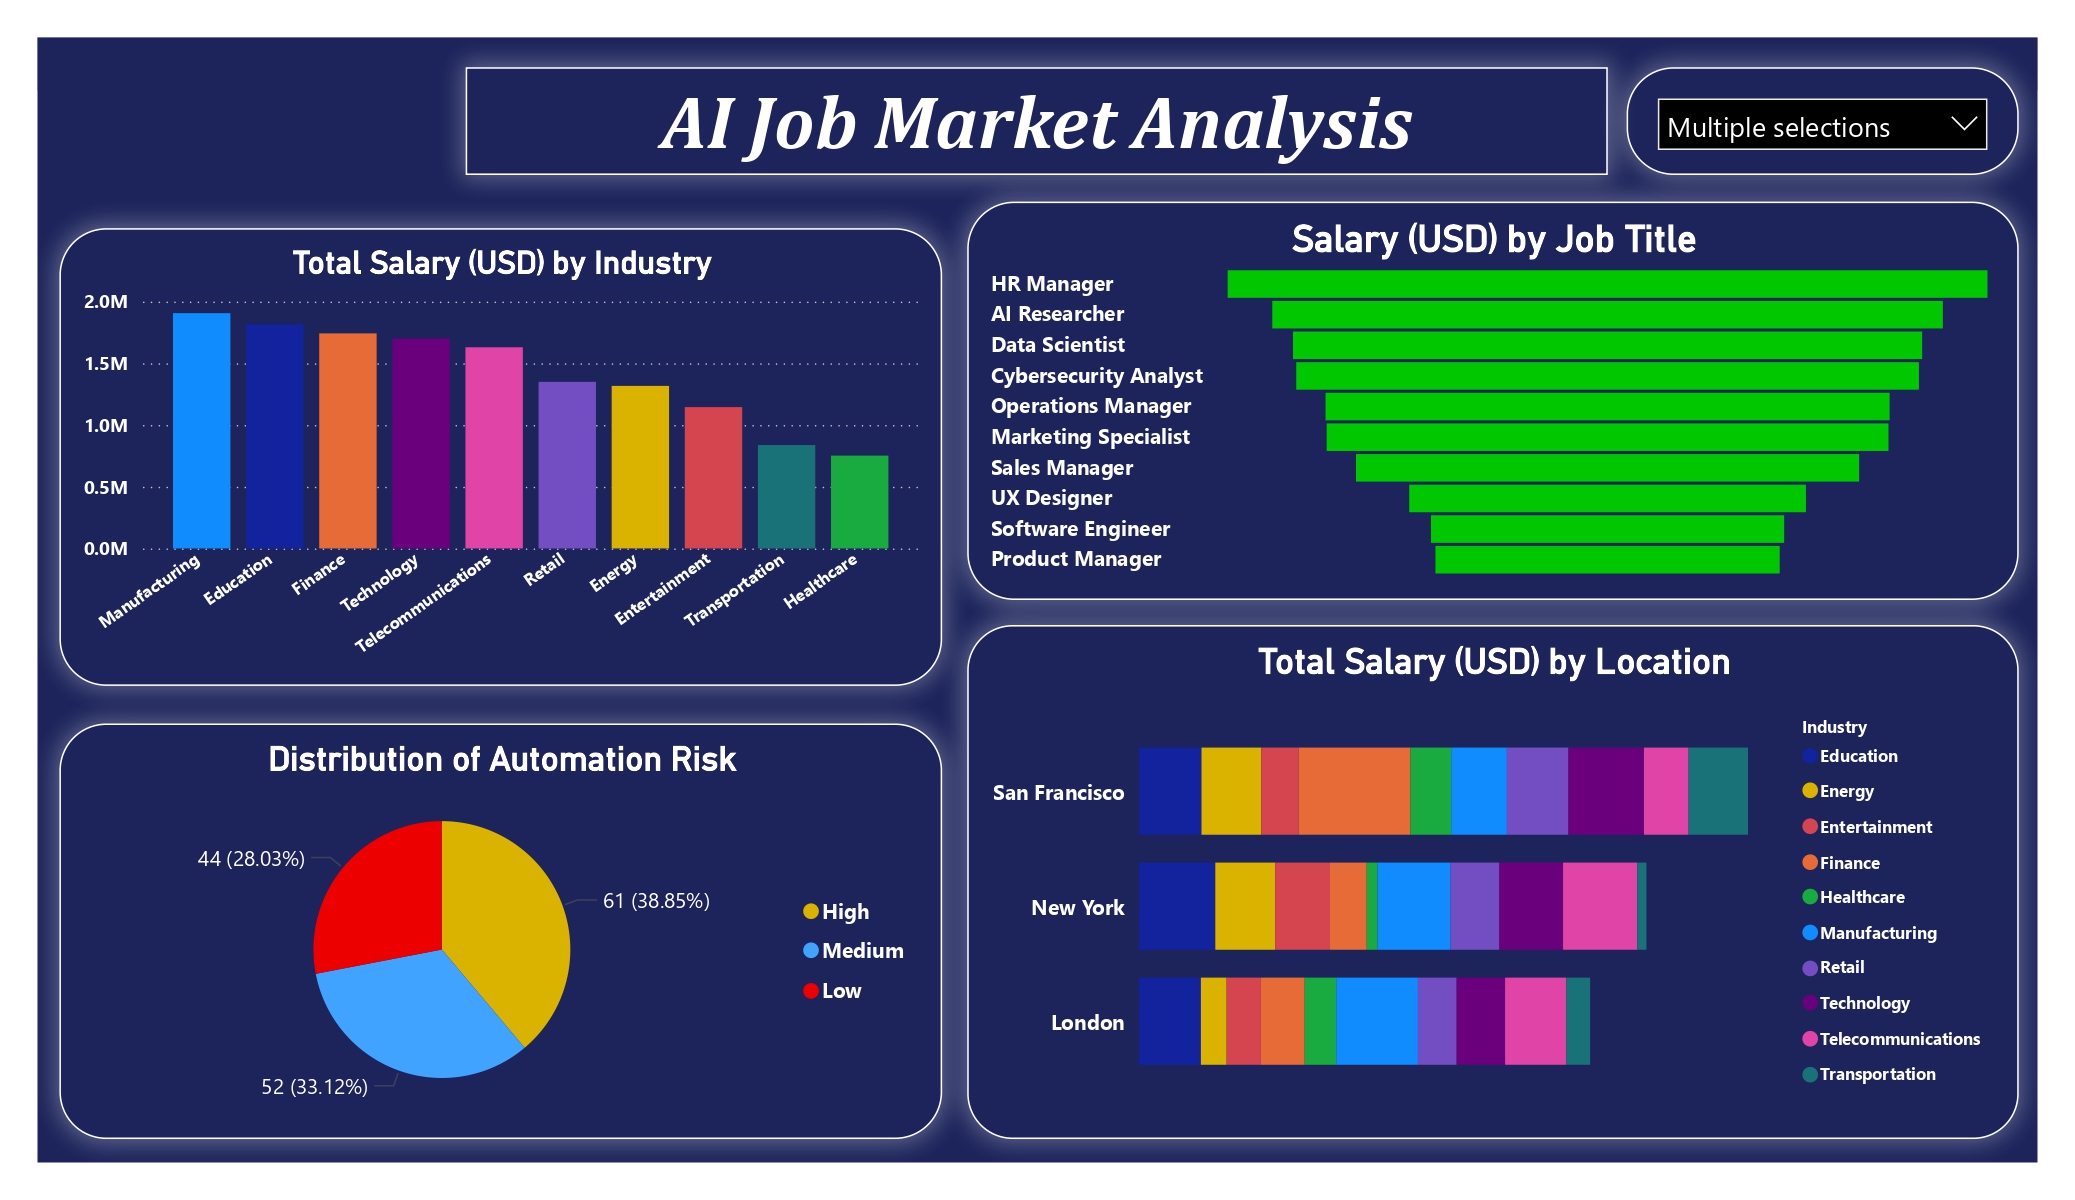 AI Job Market Analysis
Multiple selections
Total Salary (USD) by Industry
2.0M
1.5M
1.0M
0.5M
0.0M
Manufacturing
Education
Finance
Technology
Telecommunications
Retail
Energy
Entertainment
Transportation
Healthcare
Salary (USD) by Job Title
HR Manager
AI Researcher
Data Scientist
Cybersecurity Analyst
Operations Manager
Marketing Specialist
Sales Manager
UX Designer
Software Engineer
Product Manager
Distribution of Automation Risk
44 (28.03%)
61 (38.85%)
52 (33.12%)
High
Medium
Low
Total Salary (USD) by Location
San Francisco
New York
London
Industry
Education
Energy
Entertainment
Finance
Healthcare
Manufacturing
Retail
Technology
Telecommunications
Transportation